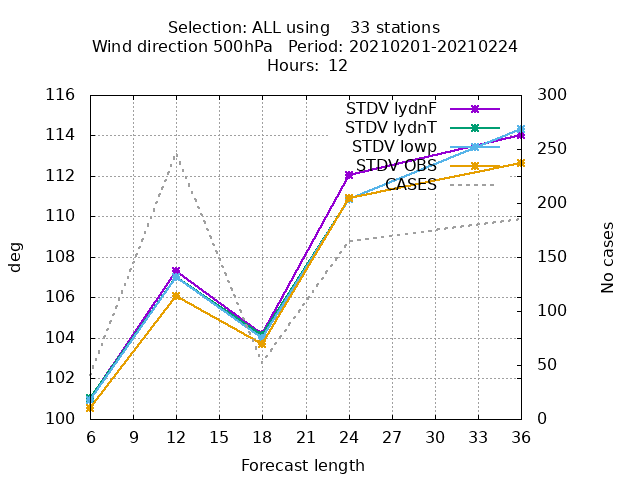 Selection: ALL using    33 stations
Wind direction 500hPa   Period: 20210201-20210224
Hours: 12
STDV lydnF
STDV lydnT
STDV lowp
STDV OBS
CASES
116
114
112
110
108
106
104
102
100
300
250
200
150
100
50
0
deg
No cases
6 9 12 15 18 21 24 27 30 33 36
Forecast length